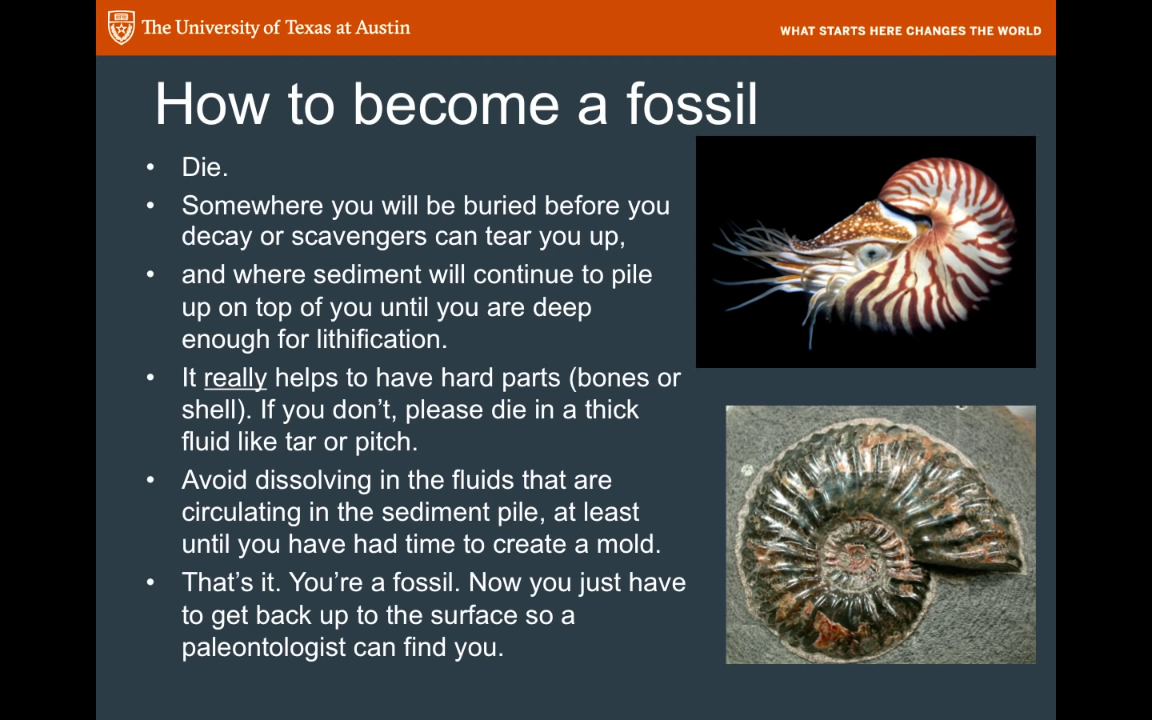 The University of Texas at Austin
WHAT STARTS HERE CHANGES THE WORLD
How to become a fossil
• Die.
• Somewhere you will be buried before you
decay or scavengers can tear you up,
• and where sediment will continue to pile
up on top of you until you are deep
enough for lithification.
• It really helps to have hard parts (bones or
shell). If you don’t, please die in a thick
fluid like tar or pitch.
• Avoid dissolving in the fluids that are
circulating in the sediment pile, at least
until you have had time to create a mold.
• That’s it. You’re a fossil. Now you just have
to get back up to the surface so a
paleontologist can find you.